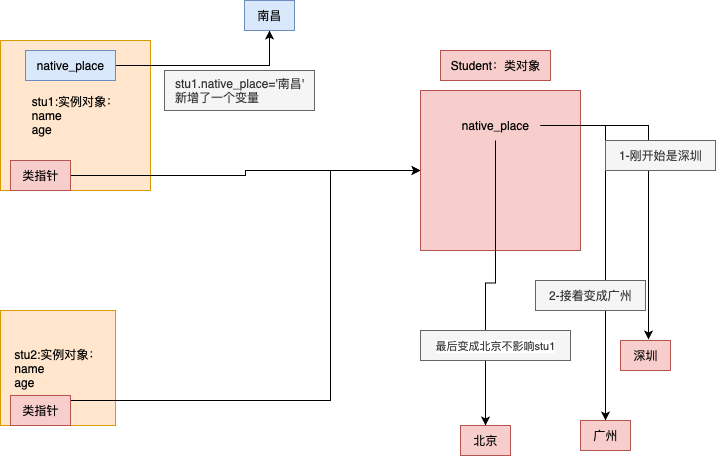 南昌
native_place
stu1.native_place='南昌'
新增了一个变量
stu1:实例对象：
name
age
类指针
Student：类对象
native_place
1-刚开始是深圳
2-接着变成广州
最后变成北京不影响stu1
深圳
广州
北京
stu2:实例对象：
name
age
类指针